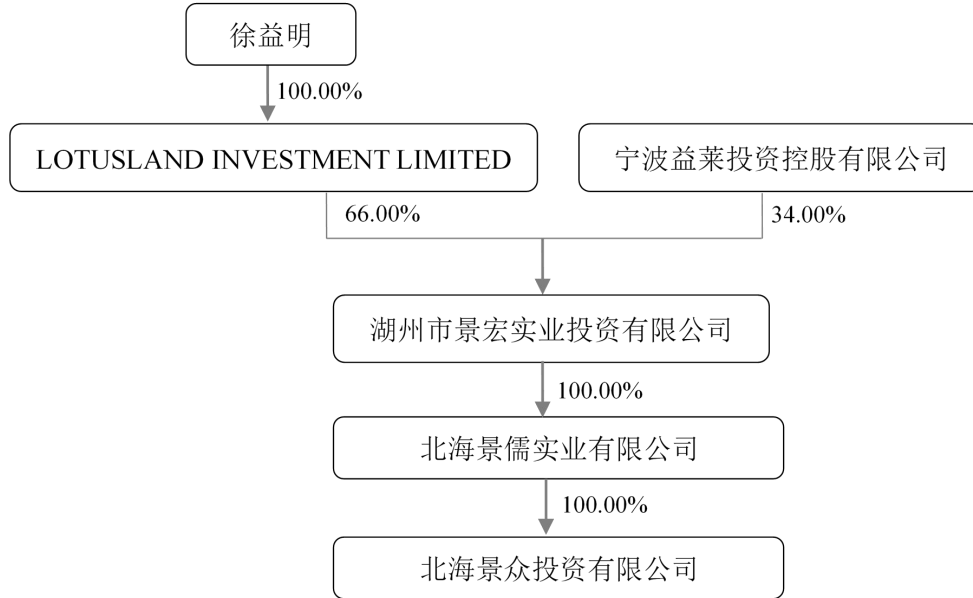 徐益明
100.00%
LOTUSLAND INVESTMENT LIMITED
宁波益莱投资控股有限公司
66.00%
34.00%
湖州市景宏实业投资有限公司
100.00%
北海景儒实业有限公司
100.00%
北海景众投资有限公司